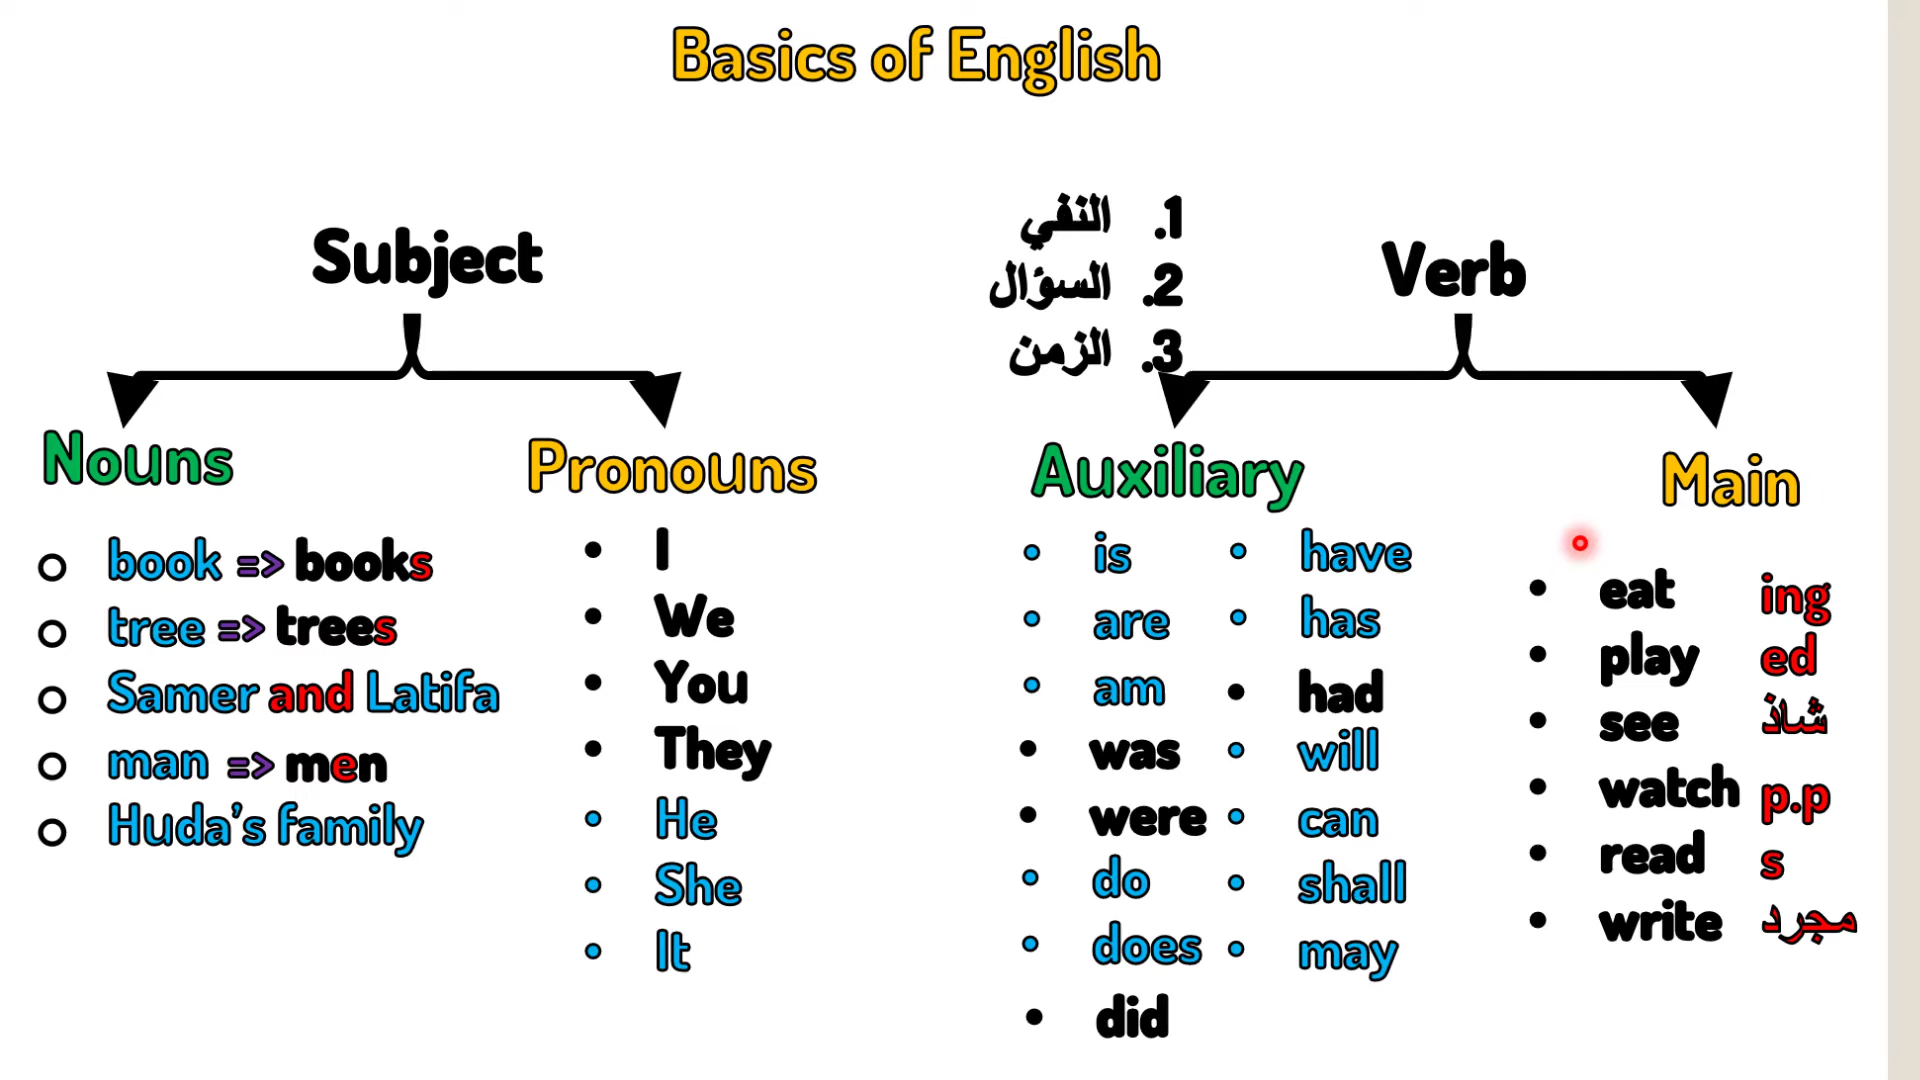 Basics of English
Subject
Nouns
book => books
tree => trees
Samer and Latifa
man => men
Huda's family
Pronouns
I
We
You
They
He
She
It
1. النفي
2. السؤال
3. الزمن
Verb
Auxiliary
is
are
am
was
were
do
does
did
have
has
had
will
can
shall
may
Main
eat
play
see
watch
read
write
ing
ed
شاذ
p.p
s
مجرد